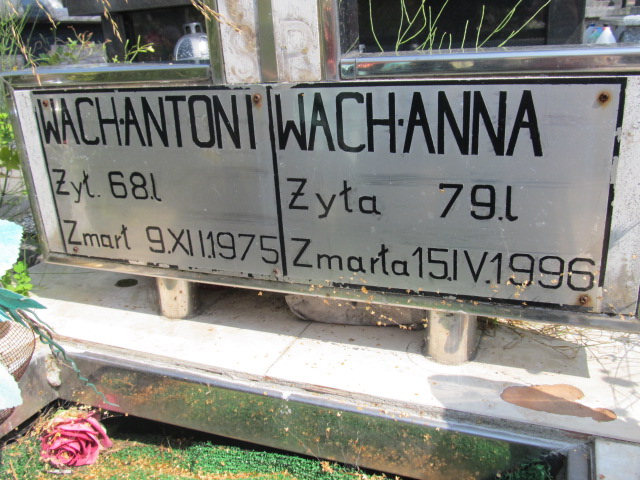 WACH·ANTONI
Żył. 68.l
Zmarł 9.XII.1975
WACH·ANNA
Żyła 79.l
Zmarła 15.IV.1996